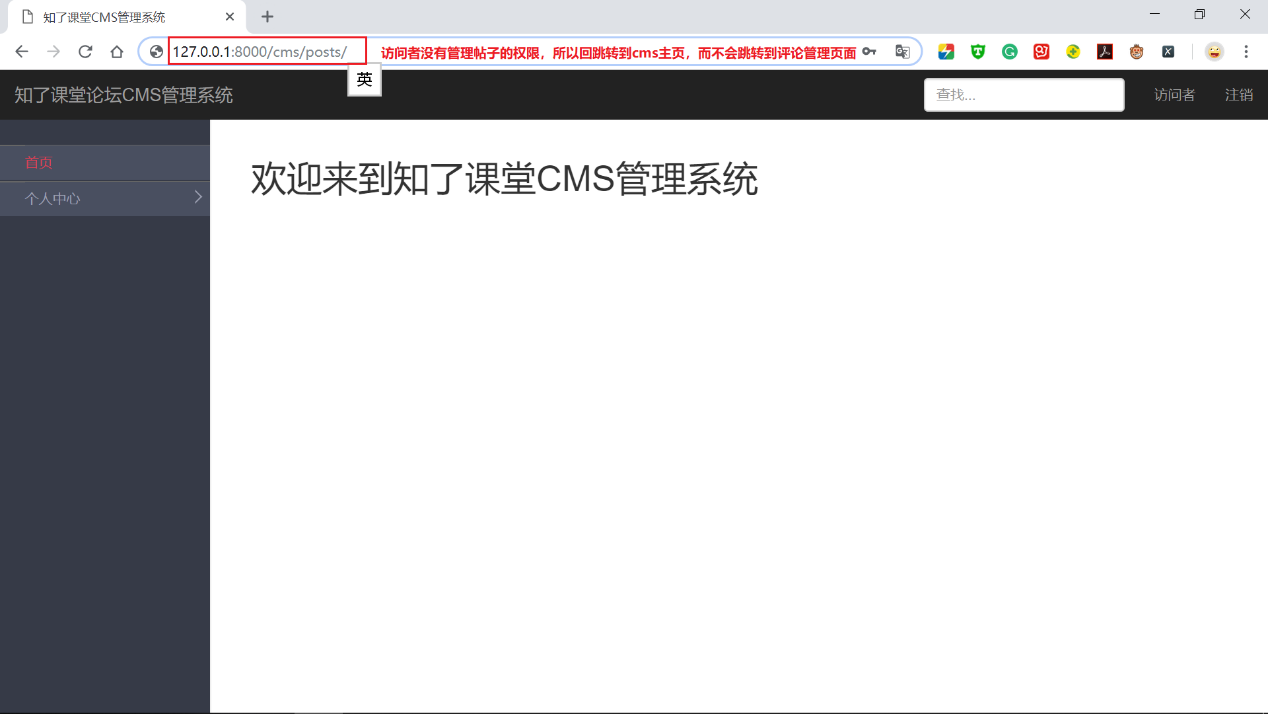 知了课堂CMS管理系统
127.0.0.1:8000/cms/posts/
访问者没有管理帖子的权限，所以回跳转到cms主页，而不会跳转到评论管理页面
英
知了课堂论坛CMS管理系统
查找...
访问者
注销
首页
个人中心
欢迎来到知了课堂CMS管理系统